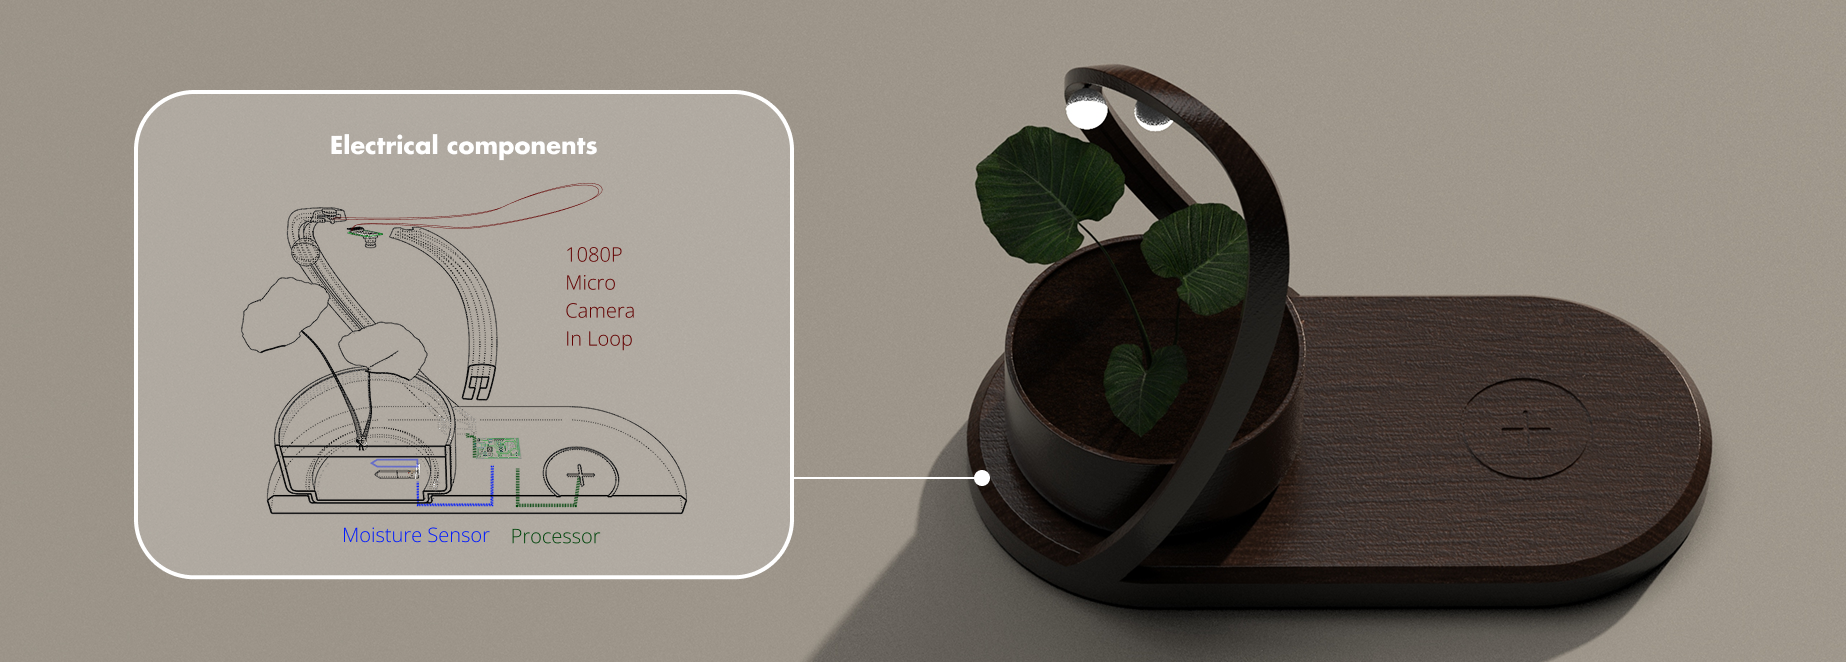 Electrical components
1080P
Micro
Camera
In Loop
Moisture Sensor
Processor